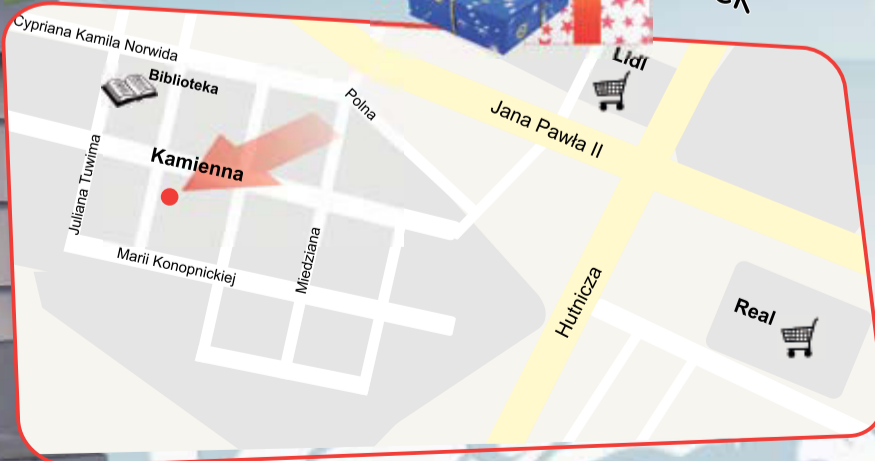 Cypriana Kamila Norwida
Biblioteka
Polna
Lidl
Jana Pawła II
Kamienna
Juliana Tuwima
Marii Konopnickiej
Miedziana
Hutnicza
Real